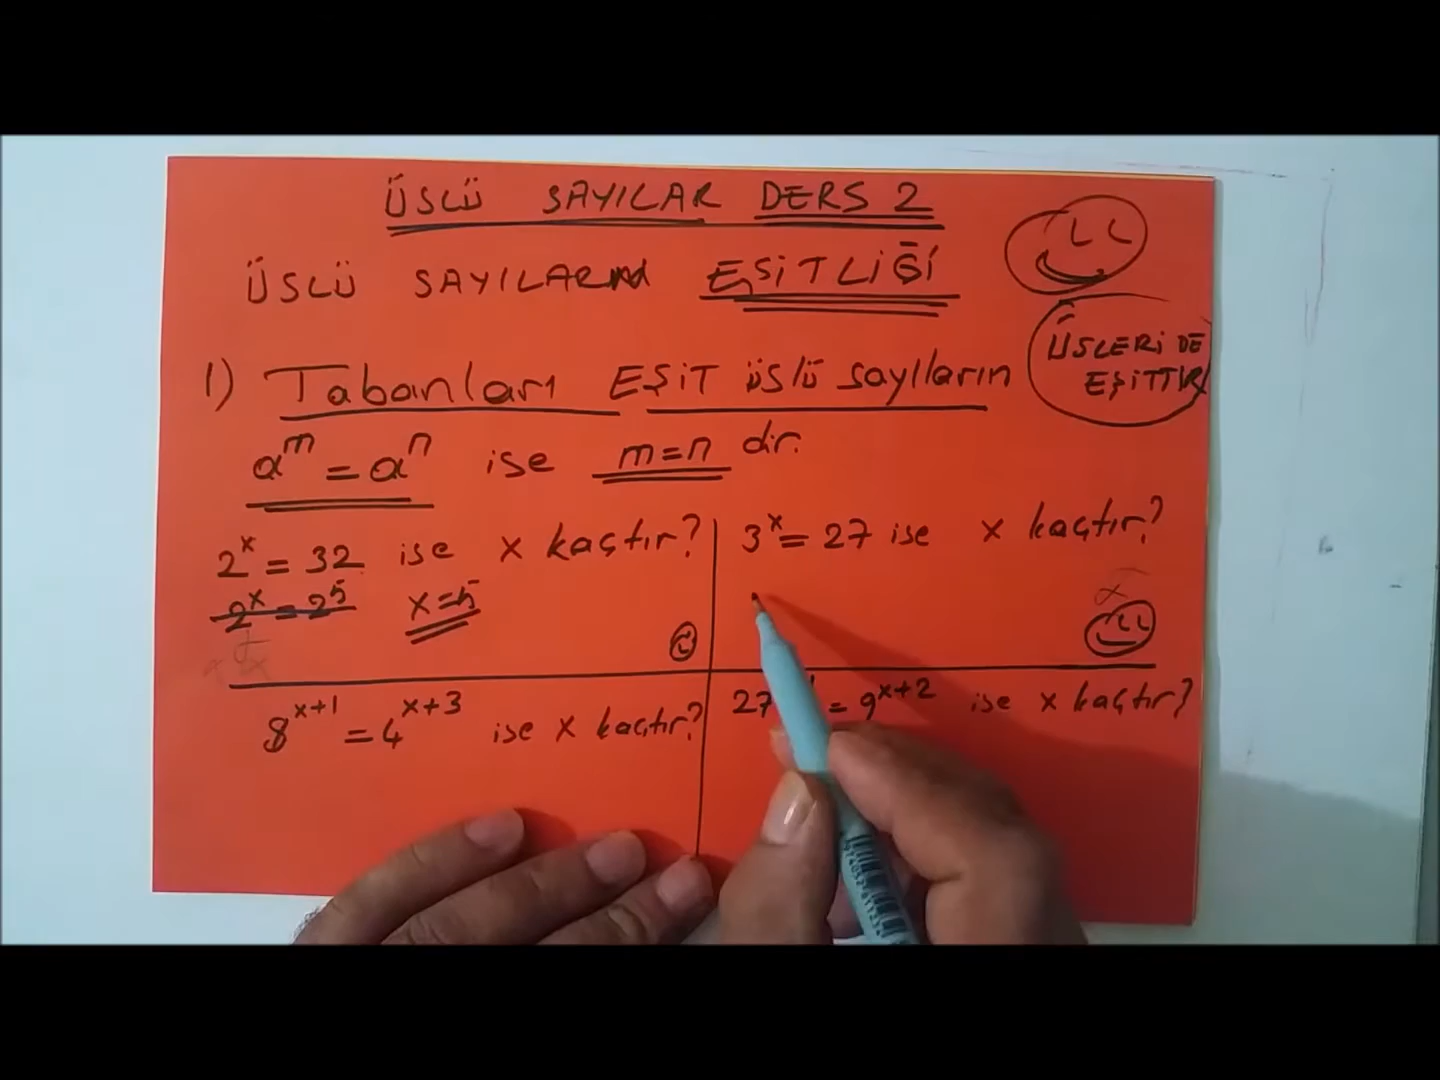 ÜSLÜ SAYILAR DERS 2
ÜSLÜ SAYILARIN EŞİTLİĞİ
1) Tabanları EŞİT üslü sayılların
ÜSLERİ DE
EŞİTTİR
a^m = a^n ise m=n dir.
2^x = 32 ise x kaçtır?
2^x = 2^5 x=5
3^x = 27 ise x kaçtır?
8^x+1 = 4^x+3 ise x kaçtır?
27 = 9^x+2 ise x kaçtır?